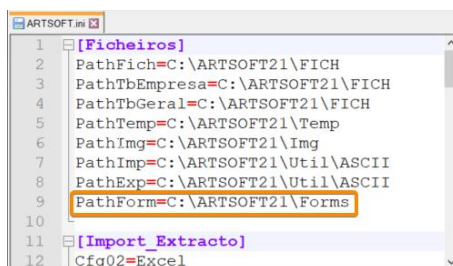 ARTSOFT.ini
1 [Ficheiros]
2 PathFich=C:\ARTSOFT21\FICH
3 PathTbEmpresa=C:\ARTSOFT21\FICH
4 PathTbGeral=C:\ARTSOFT21\FICH
5 PathTemp=C:\ARTSOFT21\Temp
6 PathImg=C:\ARTSOFT21\Img
7 PathImp=C:\ARTSOFT21\Util\ASCII
8 PathExp=C:\ARTSOFT21\Util\ASCII
9 PathForm=C:\ARTSOFT21\Forms
10
11 [Import_Extracto]
12 Cfg02=Excel